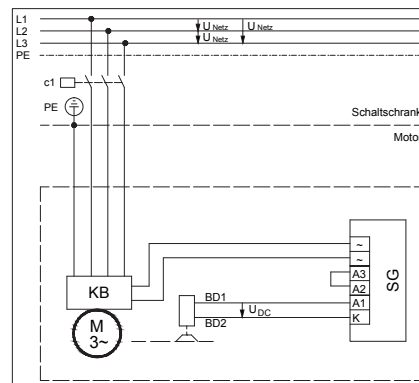 L1
L2
L3
PE
U Netz
U Netz
U Netz
c1
PE
Schaltschrank
Motor
KB
M
3~
BD1
BD2
U DC
~
~
A3
A2
A1
K
SG